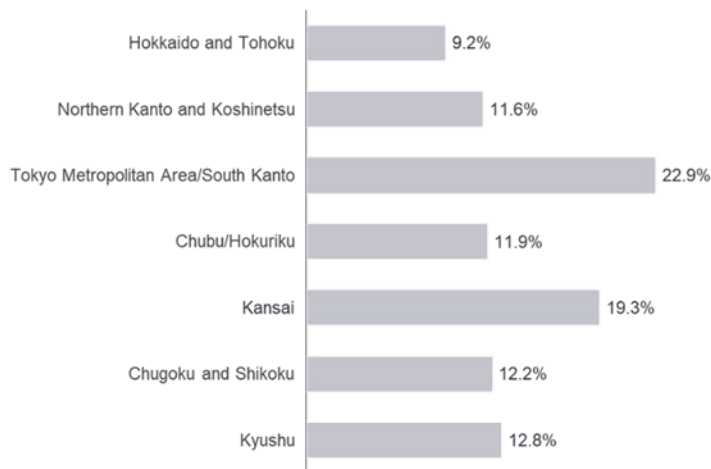 Hokkaido and Tohoku 9.2%
Northern Kanto and Koshinetsu 11.6%
Tokyo Metropolitan Area/South Kanto 22.9%
Chubu/Hokuriku 11.9%
Kansai 19.3%
Chugoku and Shikoku 12.2%
Kyushu 12.8%